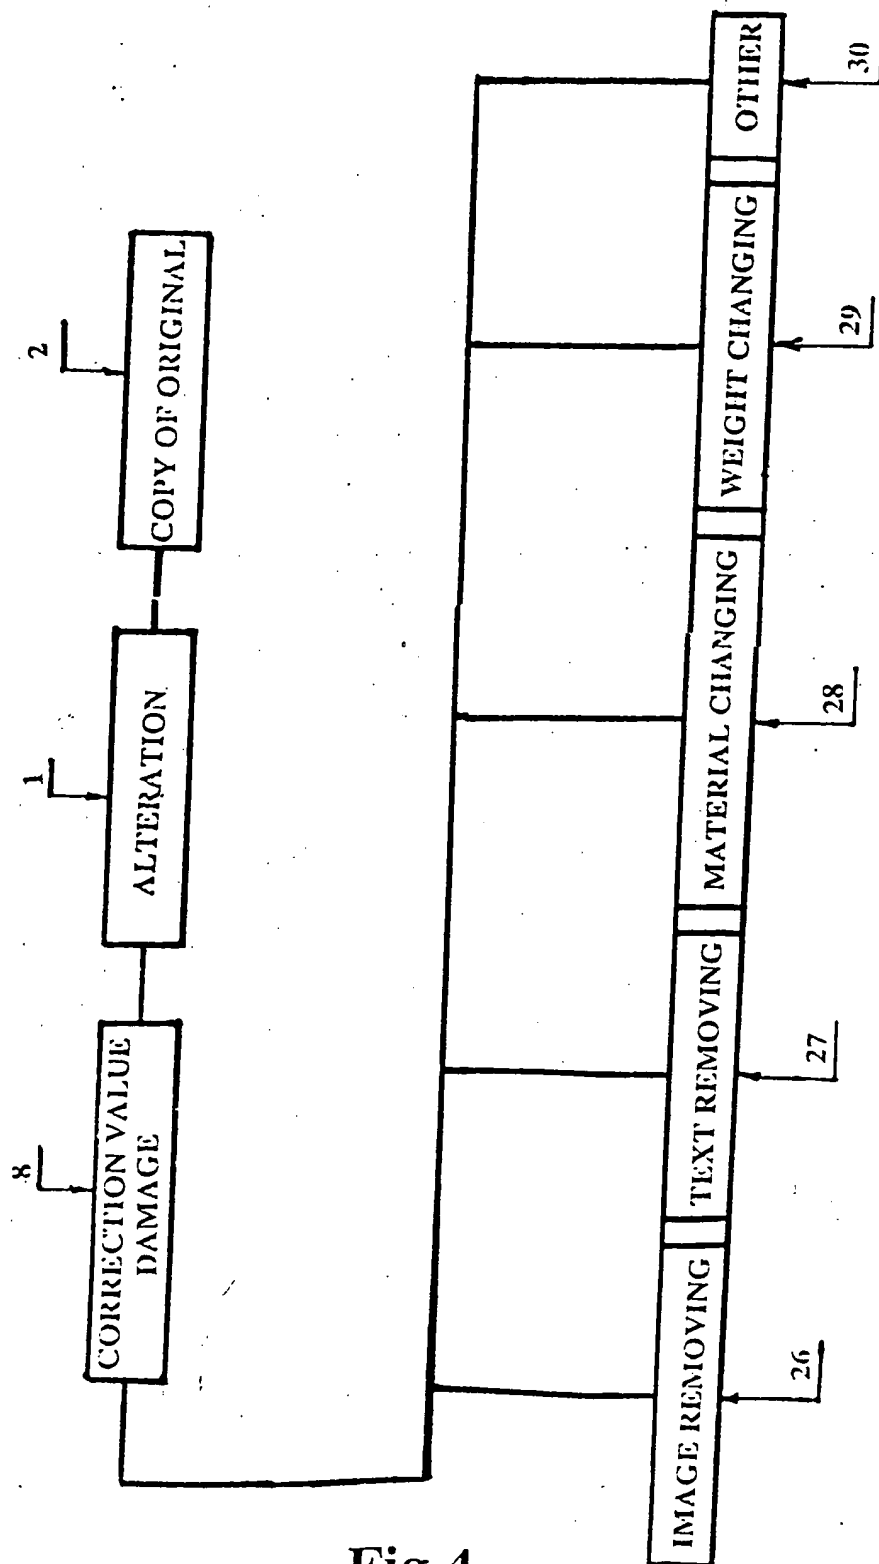 8
CORRECTION VALUE
DAMAGE
1
ALTERATION
2
COPY OF ORIGINAL
IMAGE REMOVING
TEXT REMOVING
MATERIAL CHANGING
WEIGHT CHANGING
OTHER
26
27
28
29
30
Fig 4